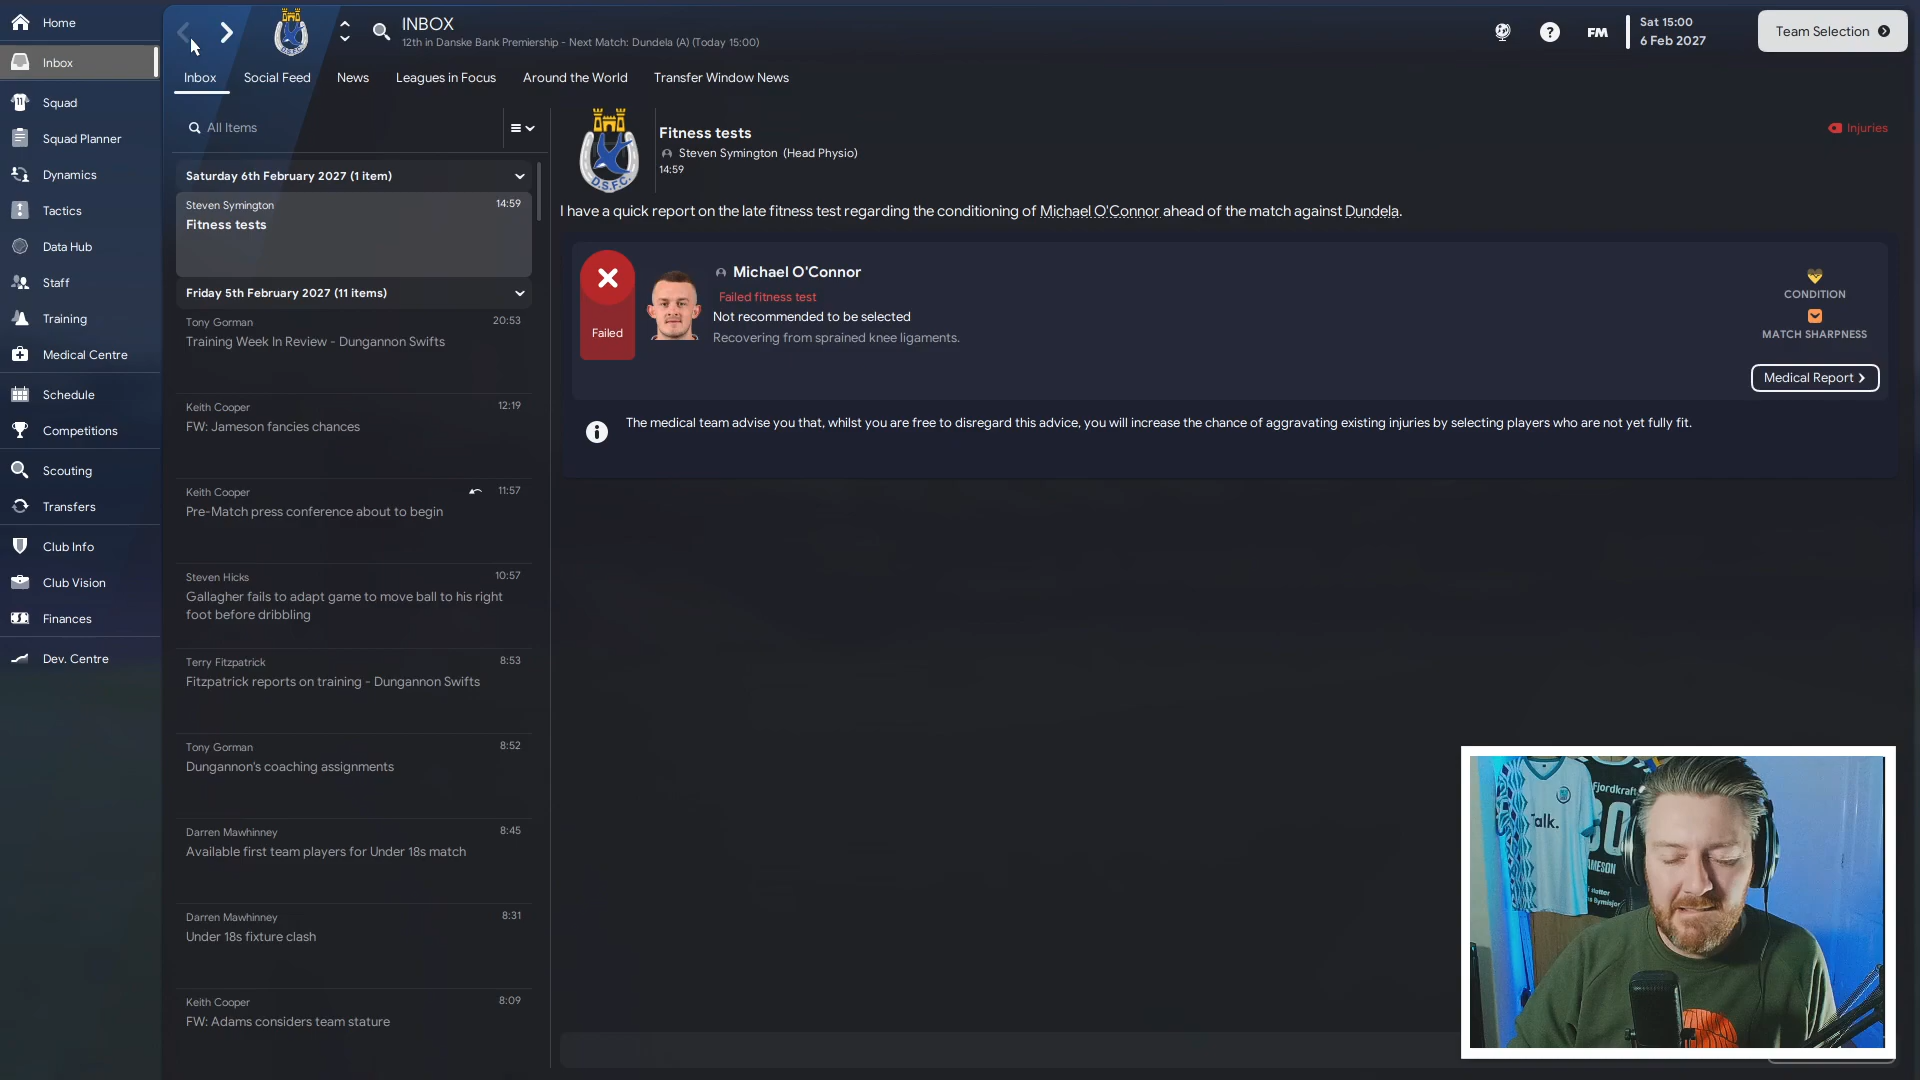 Home
Inbox
Squad
Squad Planner
Dynamics
Tactics
Data Hub
Staff
Training
Medical Centre
Schedule
Competitions
Scouting
Transfers
Club Info
Club Vision
Finances
Dev. Centre
INBOX
12th in Danske Bank Premiership - Next Match: Dundela (A) (Today 15:00)
FM
Sat 15:00
6 Feb 2027
Team Selection
Inbox
Social Feed
News
Leagues in Focus
Around the World
Transfer Window News
All Items
Saturday 6th February 2027 (1 item)
Steven Symington 14:59
Fitness tests
Friday 5th February 2027 (11 items)
Tony Gorman 20:53
Training Week In Review - Dungannon Swifts
Keith Cooper 12:19
FW: Jameson fancies chances
Keith Cooper 11:57
Pre-Match press conference about to begin
Steven Hicks 10:57
Gallagher fails to adapt game to move ball to his right
foot before dribbling
Terry Fitzpatrick 8:53
Fitzpatrick reports on training - Dungannon Swifts
Tony Gorman 8:52
Dungannon's coaching assignments
Darren Mawhinney 8:45
Available first team players for Under 18s match
Darren Mawhinney 8:31
Under 18s fixture clash
Keith Cooper 8:09
FW: Adams considers team stature
D.S.F.C.
Fitness tests
Steven Symington (Head Physio)
14:59
Injuries
I have a quick report on the late fitness test regarding the conditioning of Michael O'Connor ahead of the match against Dundela.
Failed
Michael O'Connor
Failed fitness test
Not recommended to be selected
Recovering from sprained knee ligaments.
CONDITION
MATCH SHARPNESS
Medical Report
The medical team advise you that, whilst you are free to disregard this advice, you will increase the chance of aggravating existing injuries by selecting players who are not yet fully fit.
Talk.
fjordkraft
JAMESON